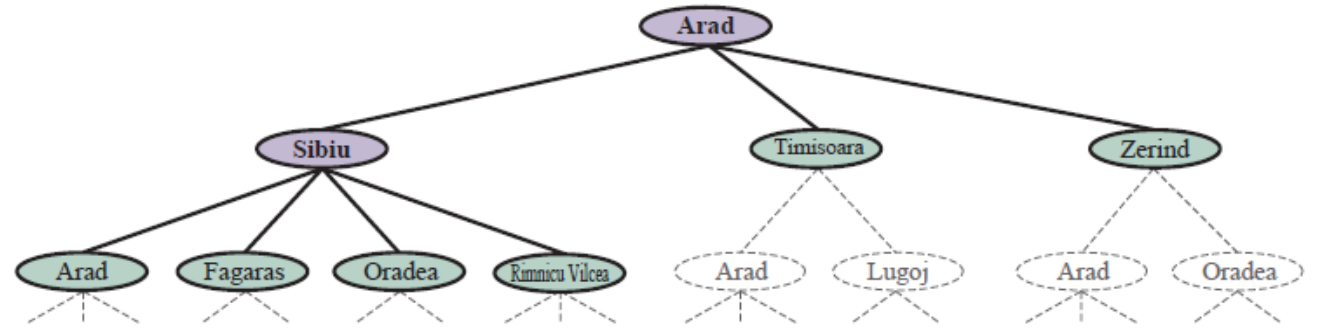 Arad
Sibiu
Timisoara
Zerind
Arad
Fagaras
Oradea
Rimnicu Vilcea
Arad
Lugoj
Arad
Oradea